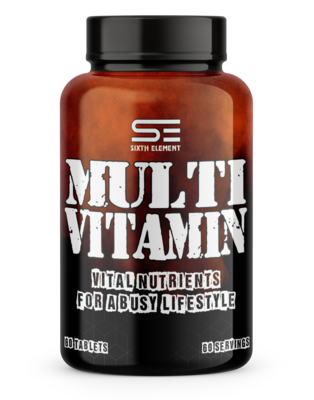 SE
SIXTH ELEMENT
MULTI
VITAMIN
VITAL NUTRIENTS
FOR A BUSY LIFESTYLE
60 TABLETS 60 SERVINGS